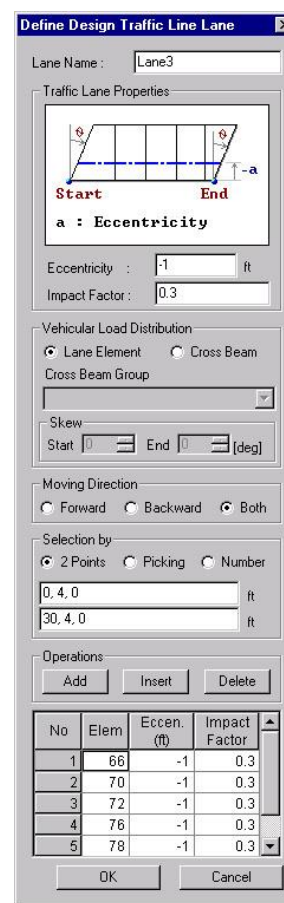 Define Design Traffic Line Lane
Lane Name : Lane3
Traffic Lane Properties
θ θ
-a
Start End
a : Eccentricity
Eccentricity : -1 ft
Impact Factor : 0.3
Vehicular Load Distribution
Lane Element Cross Beam
Cross Beam Group
Skew
Start 0 End 0 [deg]
Moving Direction
Forward Backward Both
Selection by
2 Points Picking Number
0, 4, 0 ft
30, 4, 0 ft
Operations
Add Insert Delete
No Elem Eccen. (ft) Impact Factor
1 66 -1 0.3
2 70 -1 0.3
3 72 -1 0.3
4 76 -1 0.3
5 78 -1 0.3
OK Cancel